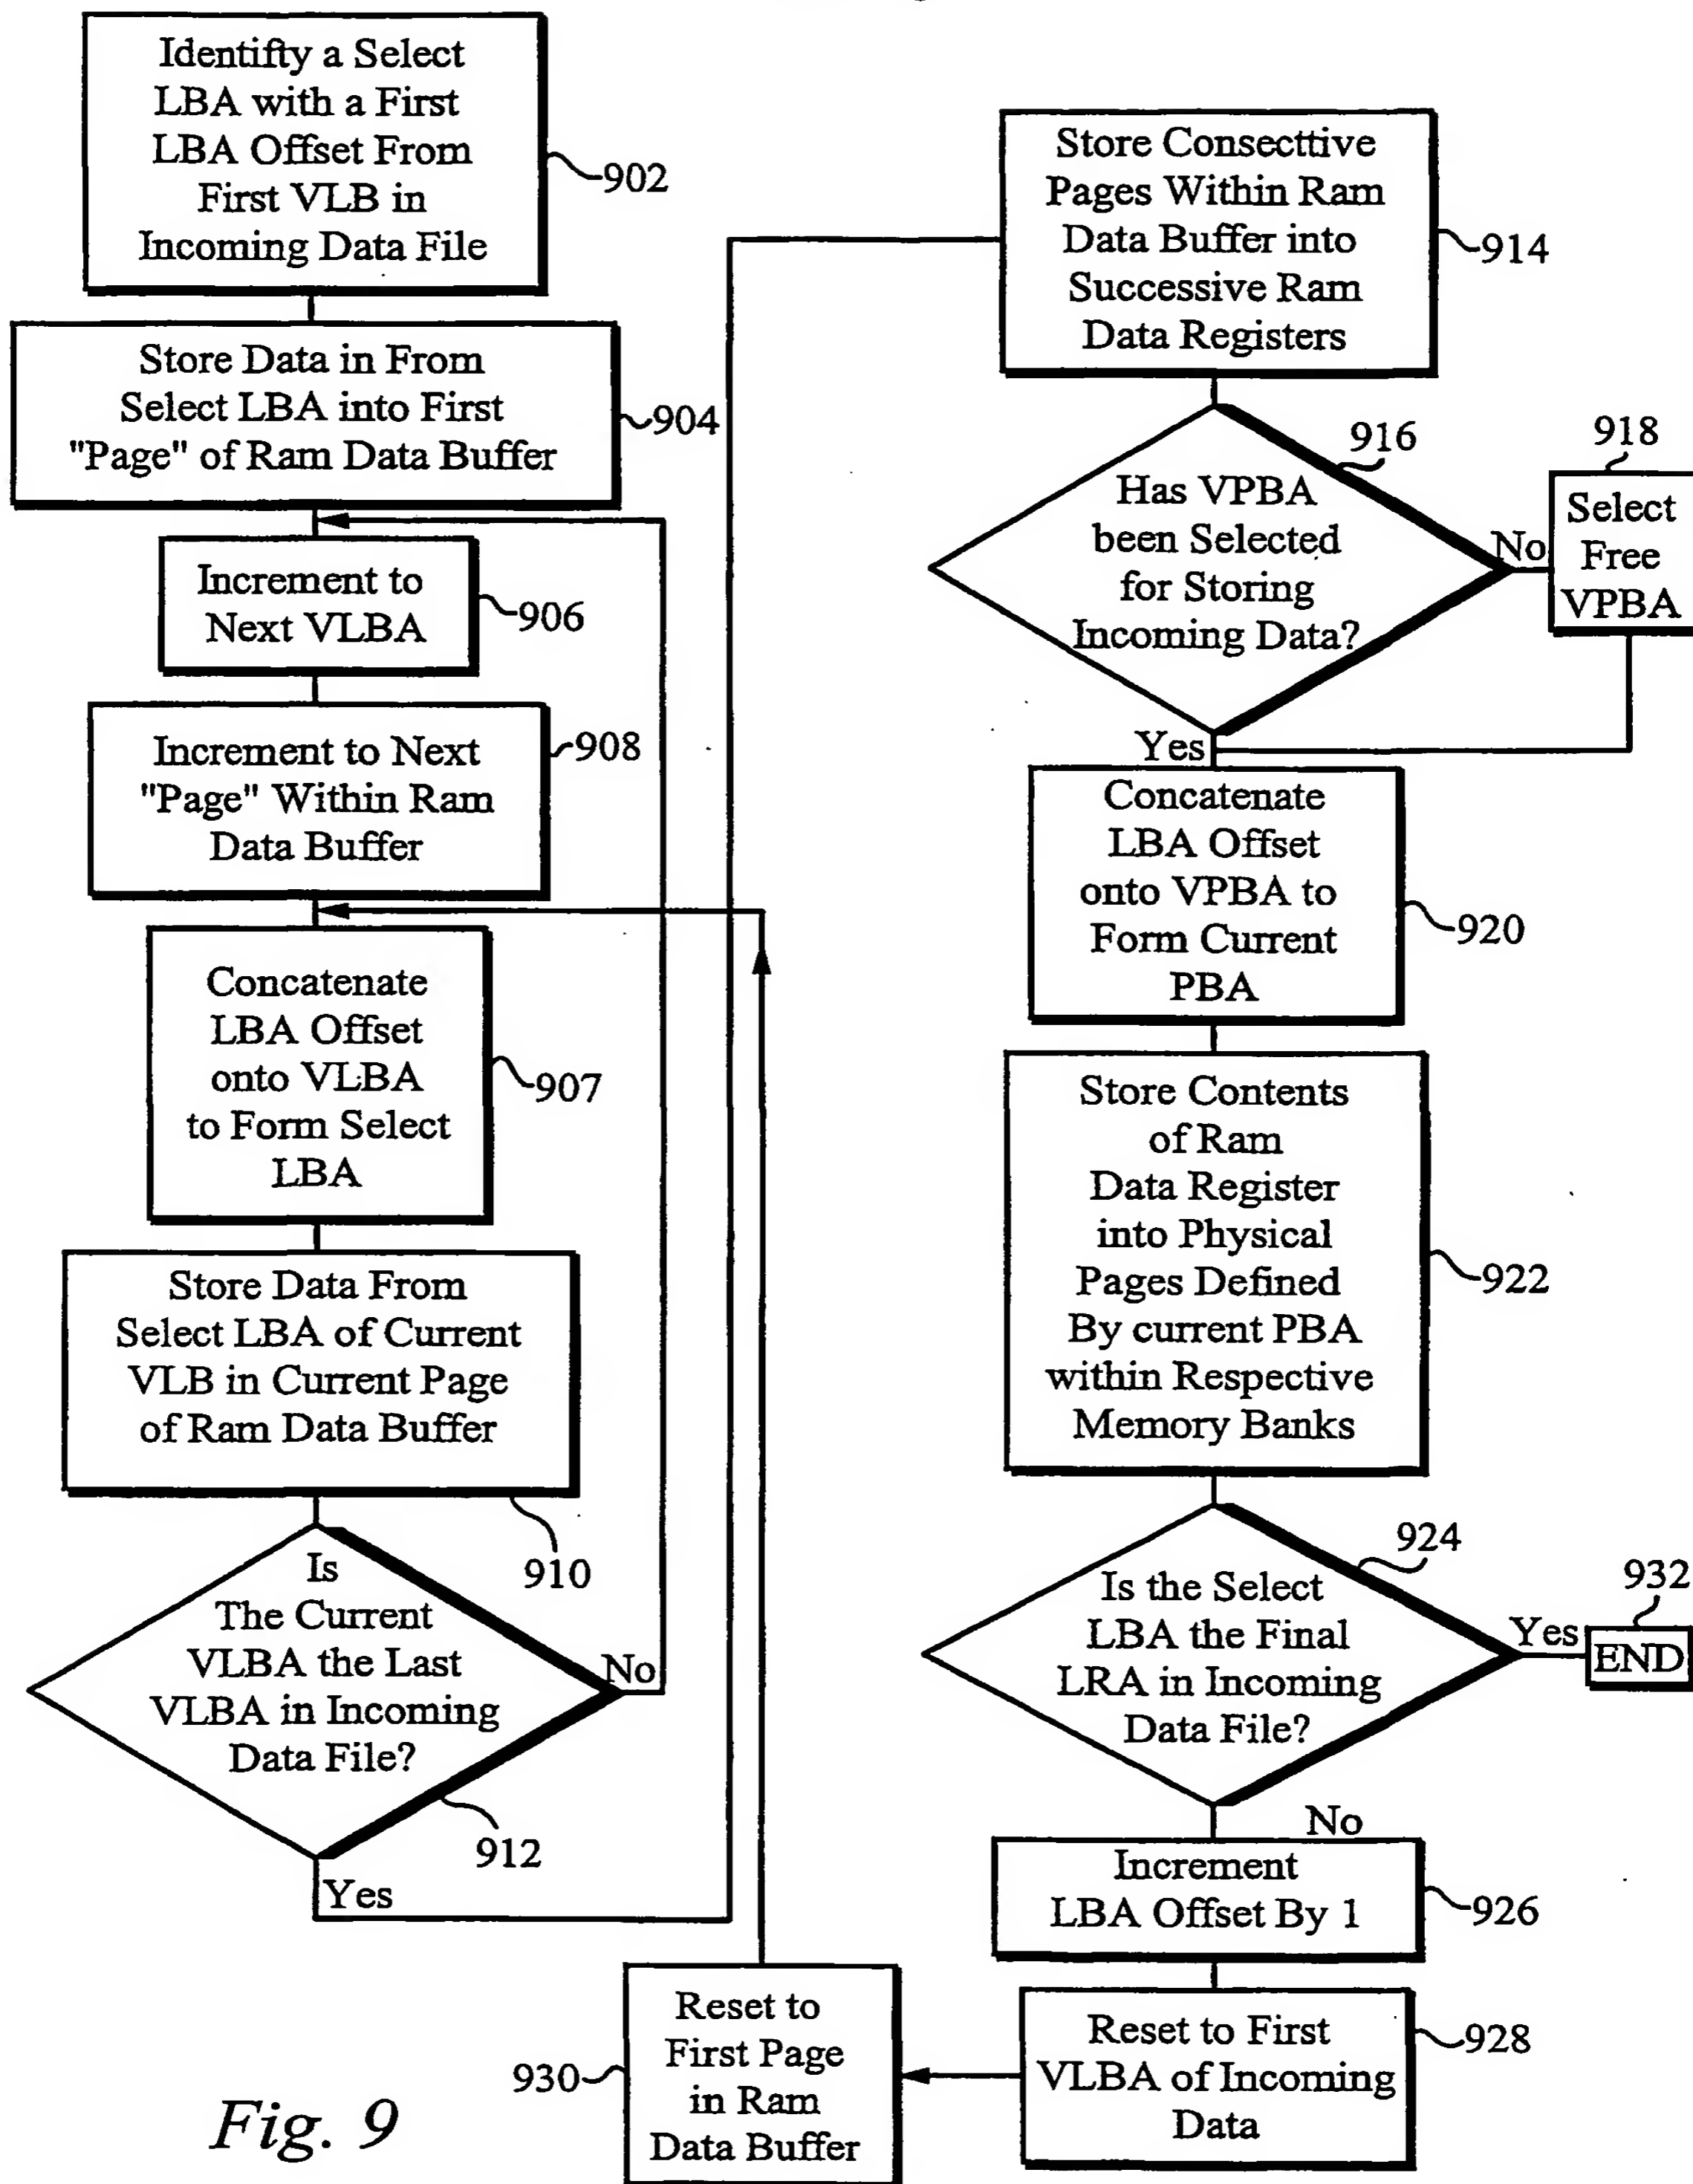 Identifty a Select
LBA with a First
LBA Offset From
First VLB in
Incoming Data File
902
Store Data in From
Select LBA into First
"Page" of Ram Data Buffer
904
Increment to
Next VLBA
906
Increment to Next
"Page" Within Ram
Data Buffer
908
Concatenate
LBA Offset
onto VLBA
to Form Select
LBA
907
Store Data From
Select LBA of Current
VLB in Current Page
of Ram Data Buffer
910
Is
The Current
VLBA the Last
VLBA in Incoming
Data File?
No
912
Yes
Store Consecttive
Pages Within Ram
Data Buffer into
Successive Ram
Data Registers
914
Has VPBA
been Selected
for Storing
Incoming Data?
916
No
918
Select
Free
VPBA
Yes
Concatenate
LBA Offset
onto VPBA to
Form Current
PBA
920
Store Contents
of Ram
Data Register
into Physical
Pages Defined
By current PBA
within Respective
Memory Banks
922
Is the Select
LBA the Final
LRA in Incoming
Data File?
924
Yes
932
END
No
Increment
LBA Offset By 1
926
Reset to First
VLBA of Incoming
Data
928
Reset to
First Page
in Ram
Data Buffer
930
Fig. 9